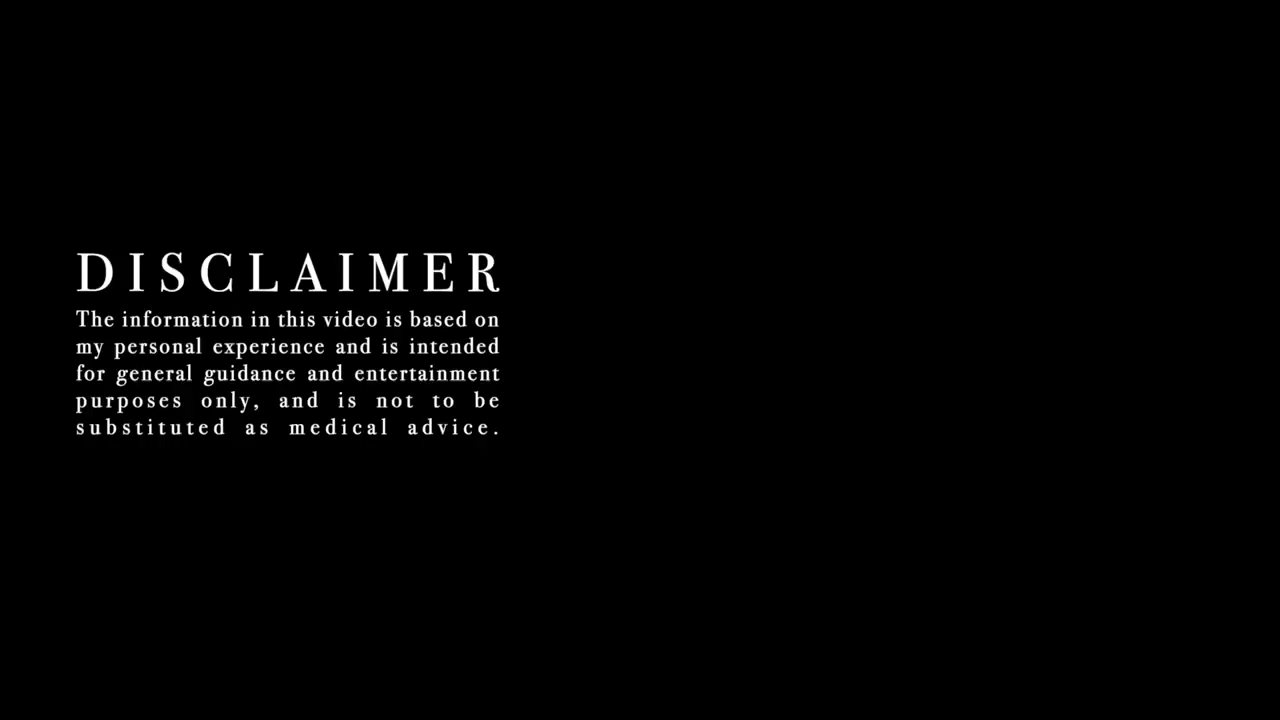 DISCLAIMER
The information in this video is based on
my personal experience and is intended
for general guidance and entertainment
purposes only, and is not to be
substituted as medical advice.